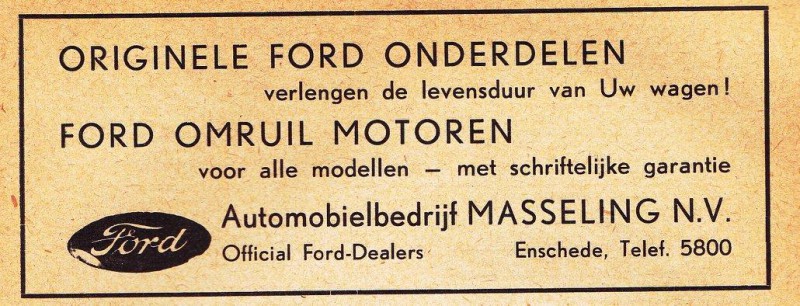 ORIGINELE FORD ONDERDELEN
verlengen de levensduur van Uw wagen!
FORD OMRUIL MOTOREN
voor alle modellen — met schriftelijke garantie
Ford
Automobielbedrijf MASSELING N.V.
Official Ford-Dealers Enschede, Telef. 5800